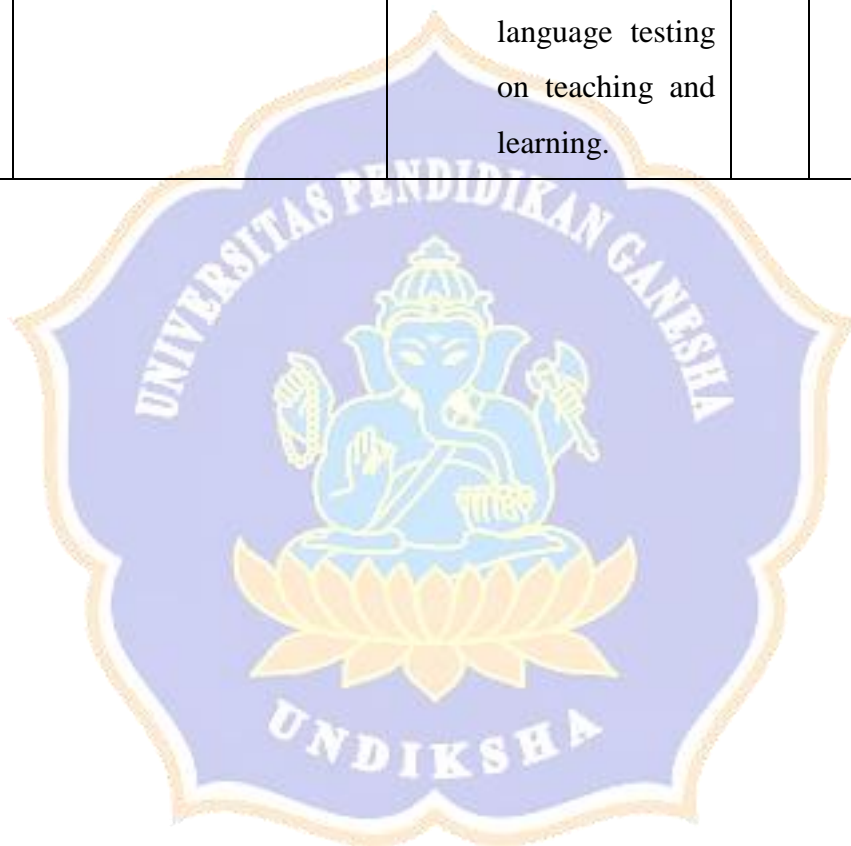 language testing
on teaching and
learning.
UNIVERSITAS PENDIDIKAN GANESHA
UNDIKSHA